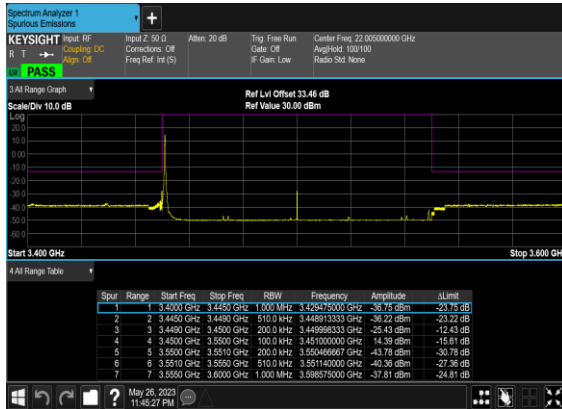 Spectrum Analyzer 1
Spurious Emissions
+
KEYSIGHT
R T
Input: RF
Coupling: DC
Align: Off
Input Z: 50 Ω
Corrections: Off
Freq Ref: Int (S)
Atten: 20 dB
Trig: Free Run
Gate: Off
IF Gain: Low
Center Freq: 22.005000000 GHz
Avg|Hold: 100/100
Radio Std: None
PASS
3 All Range Graph
Ref Lvl Offset 33.46 dB
Scale/Div 10.0 dB
Ref Value 30.00 dBm
Log
20.0
10.0
0.00
-10.0
-20.0
-30.0
-40.0
-50.0
-60.0
Start 3.400 GHz
Stop 3.600 GH
4 All Range Table
Spur Range Start Freq Stop Freq RBW Frequency Amplitude ΔLimit
1 1 3.4000 GHz 3.4450 GHz 1.000 MHz 3.429475000 GHz -36.75 dBm -23.75 dB
2 2 3.4450 GHz 3.4490 GHz 510.0 kHz 3.448913333 GHz -36.22 dBm -23.22 dB
3 3 3.4490 GHz 3.4500 GHz 200.0 kHz 3.449998333 GHz -25.43 dBm -12.43 dB
4 4 3.4500 GHz 3.5500 GHz 100.0 kHz 3.451000000 GHz 14.39 dBm -15.61 dB
5 5 3.5500 GHz 3.5510 GHz 200.0 kHz 3.550466667 GHz -43.78 dBm -30.78 dB
6 6 3.5510 GHz 3.5550 GHz 510.0 kHz 3.551140000 GHz -40.36 dBm -27.36 dB
7 7 3.5550 GHz 3.6000 GHz 1.000 MHz 3.598575000 GHz -37.81 dBm -24.81 dB
?
May 26, 2023
11:45:27 PM